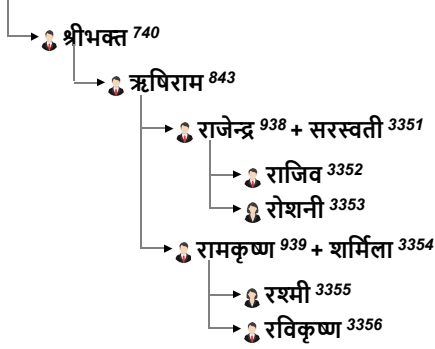 श्रीभक्त 740
ऋषिराम 843
राजेन्द्र 938 + सरस्वती 3351
राजिव 3352
रोशनी 3353
रामकृष्ण 939 + शर्मिला 3354
रश्मी 3355
रविकृष्ण 3356